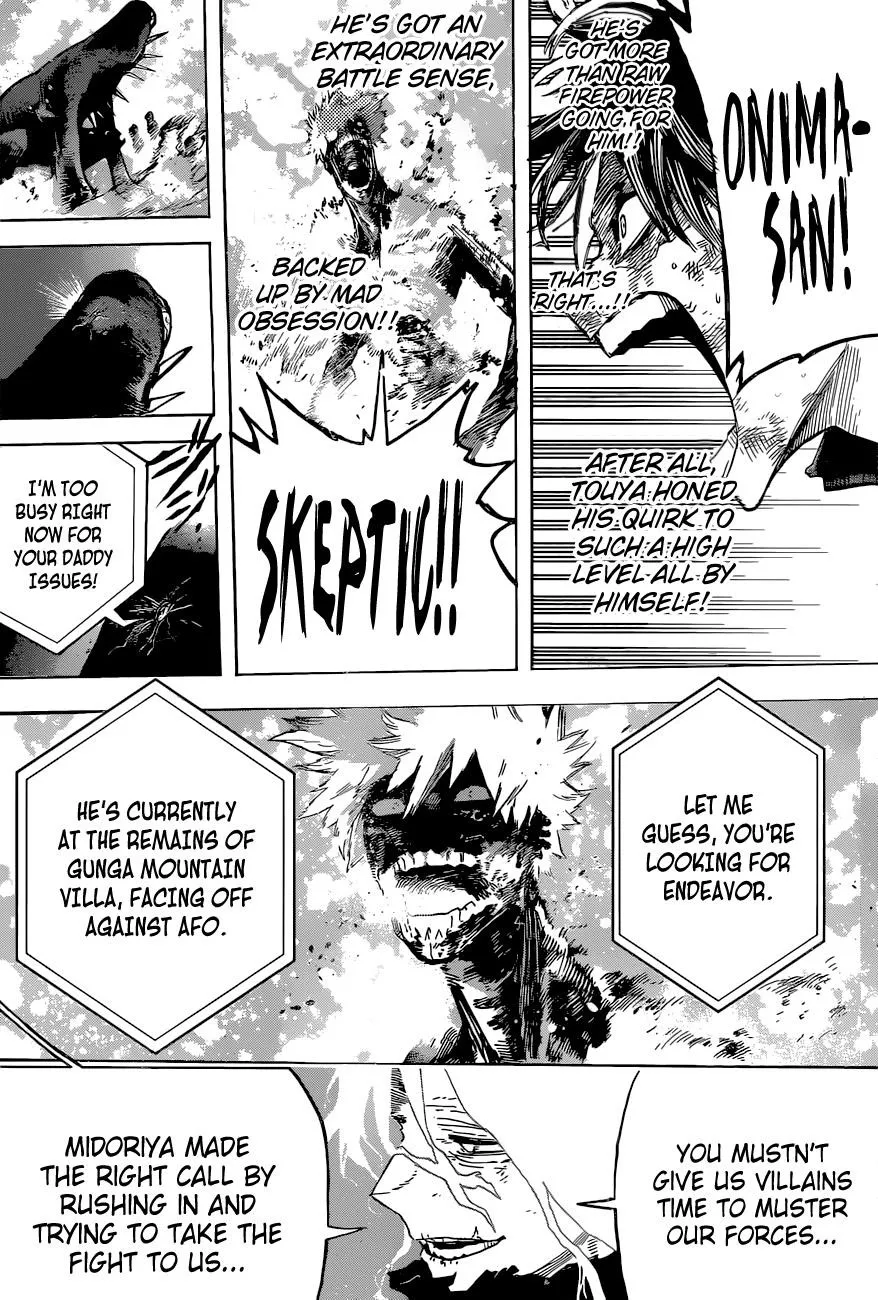 ONIMA-
SAN!
HE'S
GOT MORE
THAN RAW
FIREPOWER
GOING FOR
HIM!!
THAT'S
RIGHT...!!
AFTER ALL,
TOUYA HONED
HIS QUIRK TO
SUCH A HIGH
LEVEL ALL BY
HIMSELF!
HE'S GOT AN
EXTRAORDINARY
BATTLE SENSE,
BACKED
UP BY MAD
OBSESSION!!
SKEPTIC!!
I'M TOO
BUSY RIGHT
NOW FOR
YOUR DADDY
ISSUES!
LET ME
GUESS, YOU'RE
LOOKING FOR
ENDEAVOR.
HE'S CURRENTLY
AT THE REMAINS OF
GUNGA MOUNTAIN
VILLA, FACING OFF
AGAINST AFO.
YOU MUSTN'T
GIVE US VILLAINS
TIME TO MUSTER
OUR FORCES...
MIDORIYA MADE
THE RIGHT CALL BY
RUSHING IN AND
TRYING TO TAKE THE
FIGHT TO US...